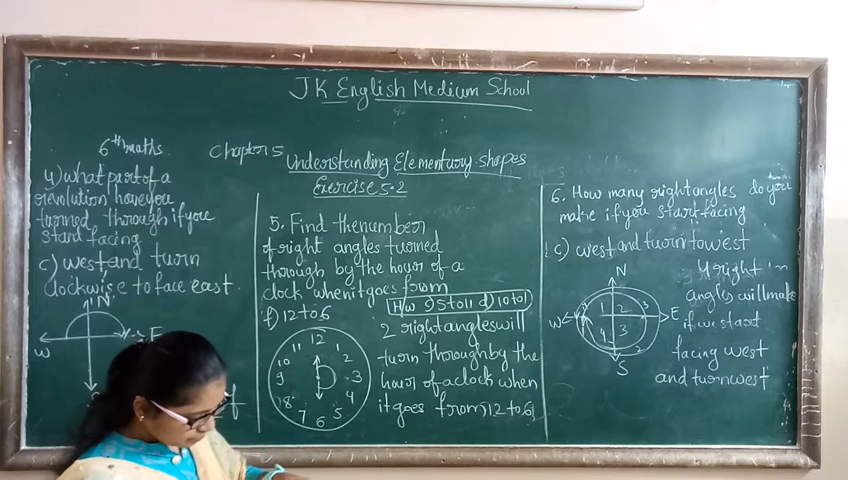 JK English Medium School
6th maths
Chapter 5
Understanding Elementary shapes
Exercise 5.2
4) what part of a
revolution have you
turned through if you
start facing
c) west and turn
clockwise to face east.
N
W
E
5. Find the number
of right angles turned
through by the hour of a
clock when it goes from
f) 12 to 6
H/w
5 to 11 d) 10 to 1
12
11 1
10 2
9 3
8 4
7 5
6
2 right angles will
turn through by the
hour of a clock when
it goes from 12 to 6
6. How many right angles do you
make if you start facing
c) west and turn to west
N
W
E
S
2 3
3
4
2
4 right
angles will make
if we start
facing west
and turn west